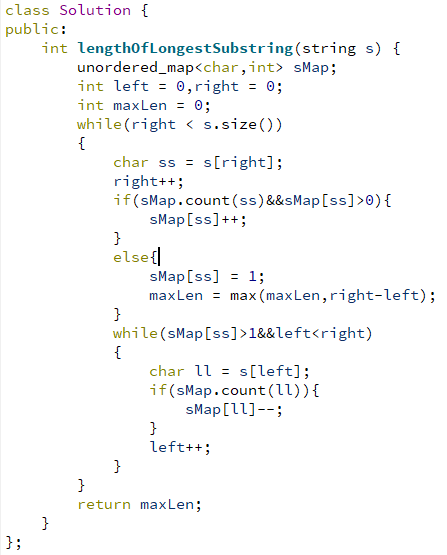 class Solution {
public:
    int lengthOfLongestSubstring(string s) {
        unordered_map<char,int> sMap;
        int left = 0,right = 0;
        int maxLen = 0;
        while(right < s.size())
        {
            char ss = s[right];
            right++;
            if(sMap.count(ss)&&sMap[ss]>0){
                sMap[ss]++;
            }
            else{
                sMap[ss] = 1;
                maxLen = max(maxLen,right-left);
            }
            while(sMap[ss]>1&&left<right)
            {
                char ll = s[left];
                if(sMap.count(ll)){
                    sMap[ll]--;
                }
                left++;
            }
        }
        return maxLen;
    }
};